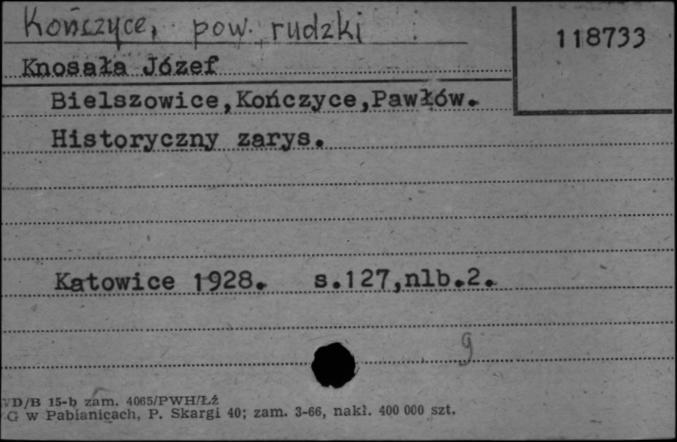 Kończyce, pow. rudzki
118733
Knosała Józef
Bielszowice,Kończyce,Pawłów.
Historyczny zarys.
Katowice 1928. s.127,nlb.2.
g
D/B 15-b zam. 4065/PWH/Łź
G w Pabianicach, P. Skargi 40; zam. 3-66, nakł. 400 000 szt.